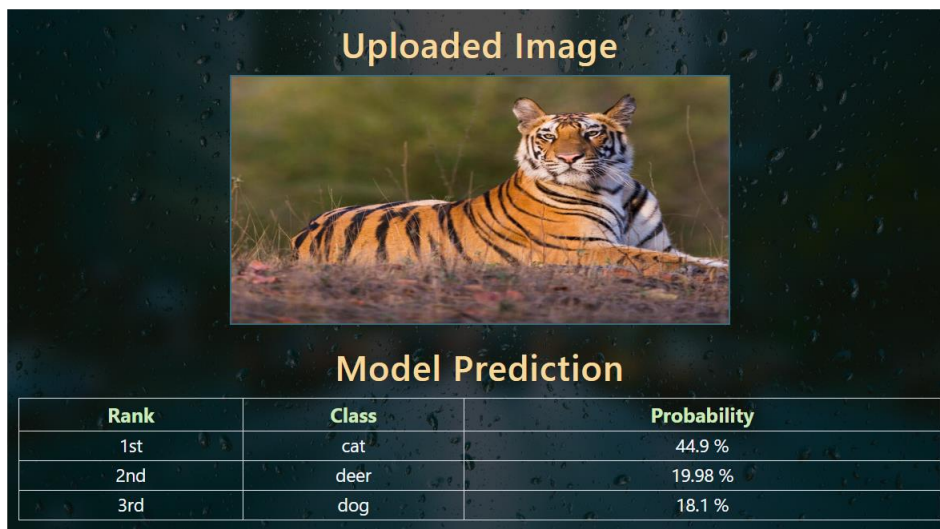 Uploaded Image
Model Prediction
Rank Class Probability
1st cat 44.9 %
2nd deer 19.98 %
3rd dog 18.1 %